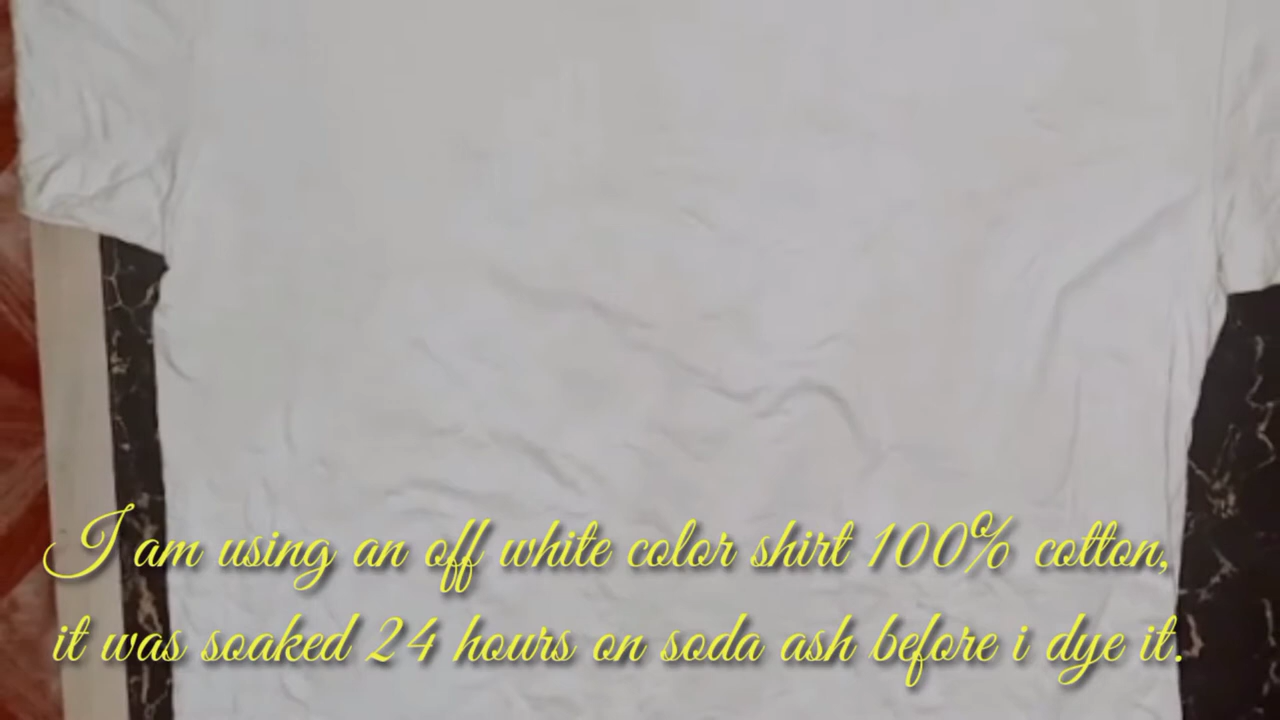 I am using an off white color shirt 100% cotton,
it was soaked 24 hours on soda ash before i dye it.